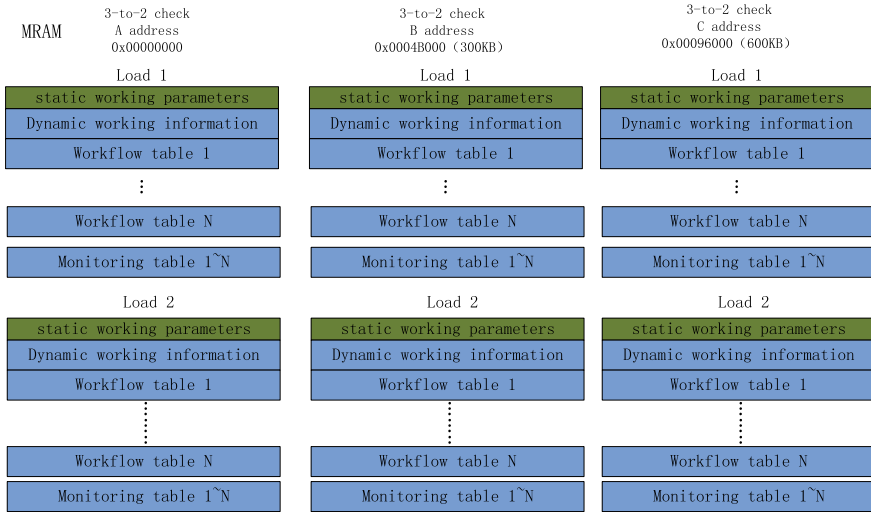 MRAM
3-to-2 check
A address
0x00000000
3-to-2 check
B address
0x0004B000 (300KB)
3-to-2 check
C address
0x00096000 (600KB)
Load 1
static working parameters
Dynamic working information
Workflow table 1
Workflow table N
Monitoring table 1~N
Load 1
static working parameters
Dynamic working information
Workflow table 1
Workflow table N
Monitoring table 1~N
Load 1
static working parameters
Dynamic working information
Workflow table 1
Workflow table N
Monitoring table 1~N
Load 2
static working parameters
Dynamic working information
Workflow table 1
Workflow table N
Monitoring table 1~N
Load 2
static working parameters
Dynamic working information
Workflow table 1
Workflow table N
Monitoring table 1~N
Load 2
static working parameters
Dynamic working information
Workflow table 1
Workflow table N
Monitoring table 1~N